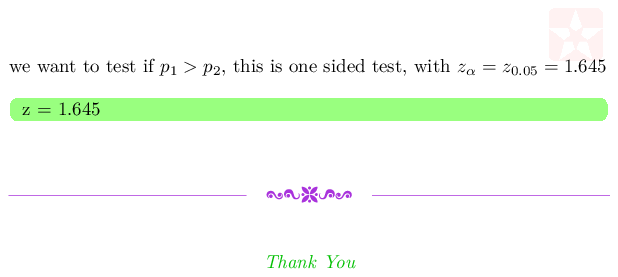 we want to test if $p_1 > p_2$, this is one sided test, with $z_\alpha = z_{0.05} = 1.645$
z = 1.645
Thank You